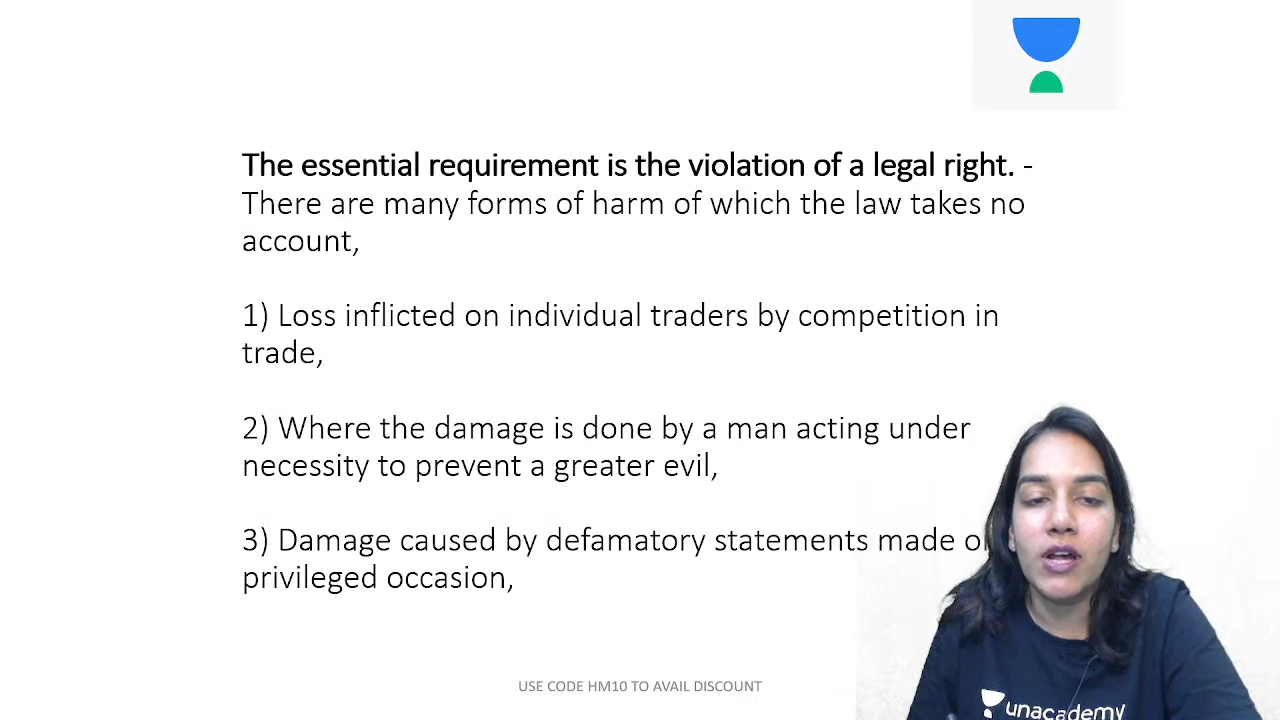 The essential requirement is the violation of a legal right. -
There are many forms of harm of which the law takes no
account,
1) Loss inflicted on individual traders by competition in
trade,
2) Where the damage is done by a man acting under
necessity to prevent a greater evil,
3) Damage caused by defamatory statements made
privileged occasion,
USE CODE HM10 TO AVAIL DISCOUNT
unacademy